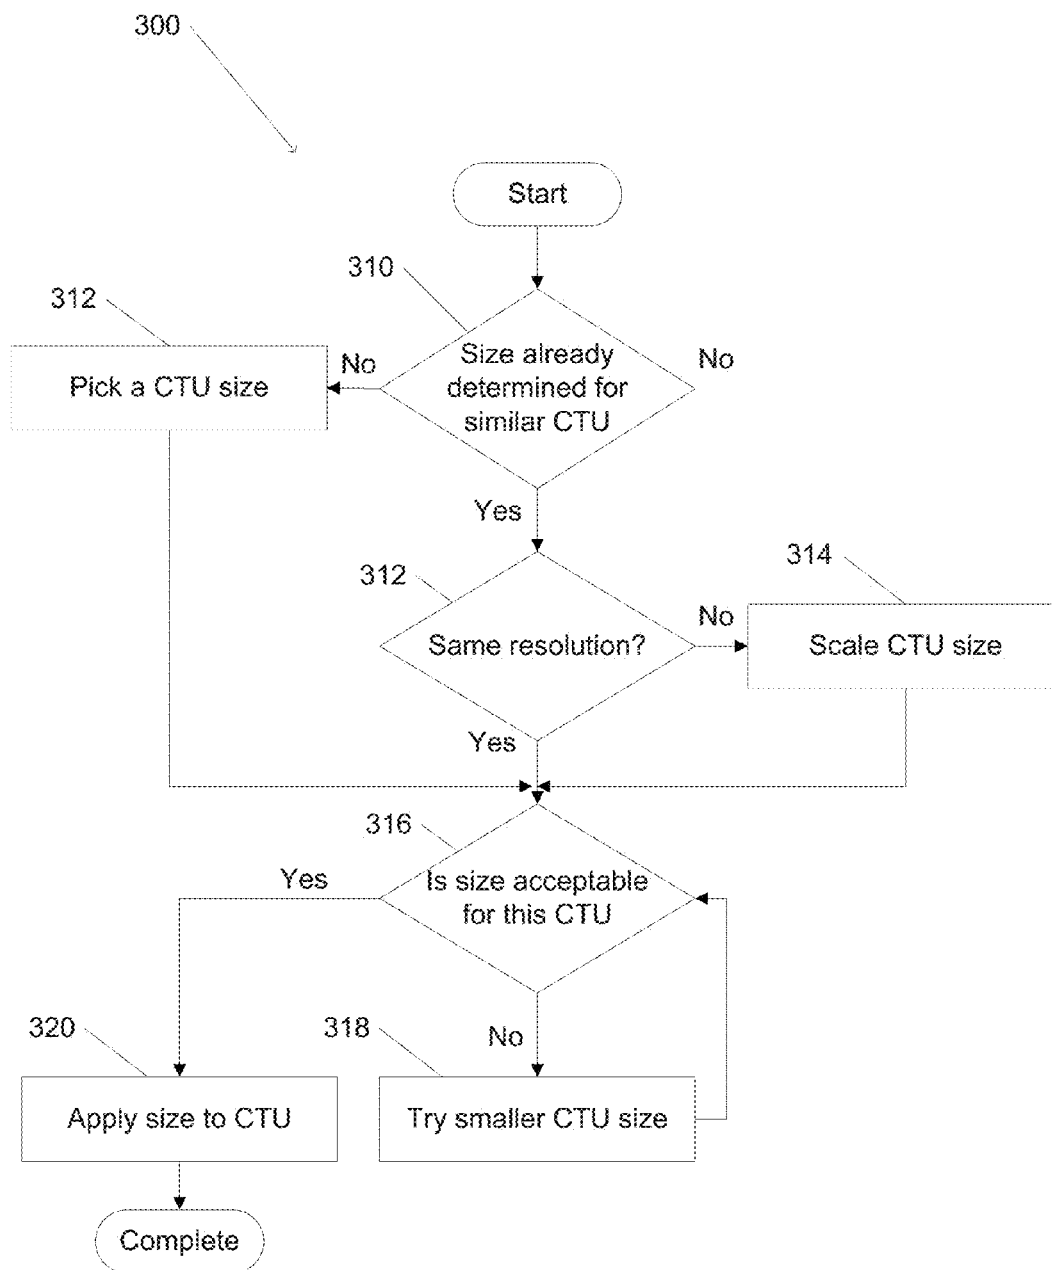 300
Start
310
312
Size already
determined for
similar CTU
No
No
Pick a CTU size
Yes
312
314
Same resolution?
No
Scale CTU size
Yes
316
Is size acceptable
for this CTU
Yes
320
318
No
Apply size to CTU
Try smaller CTU size
Complete